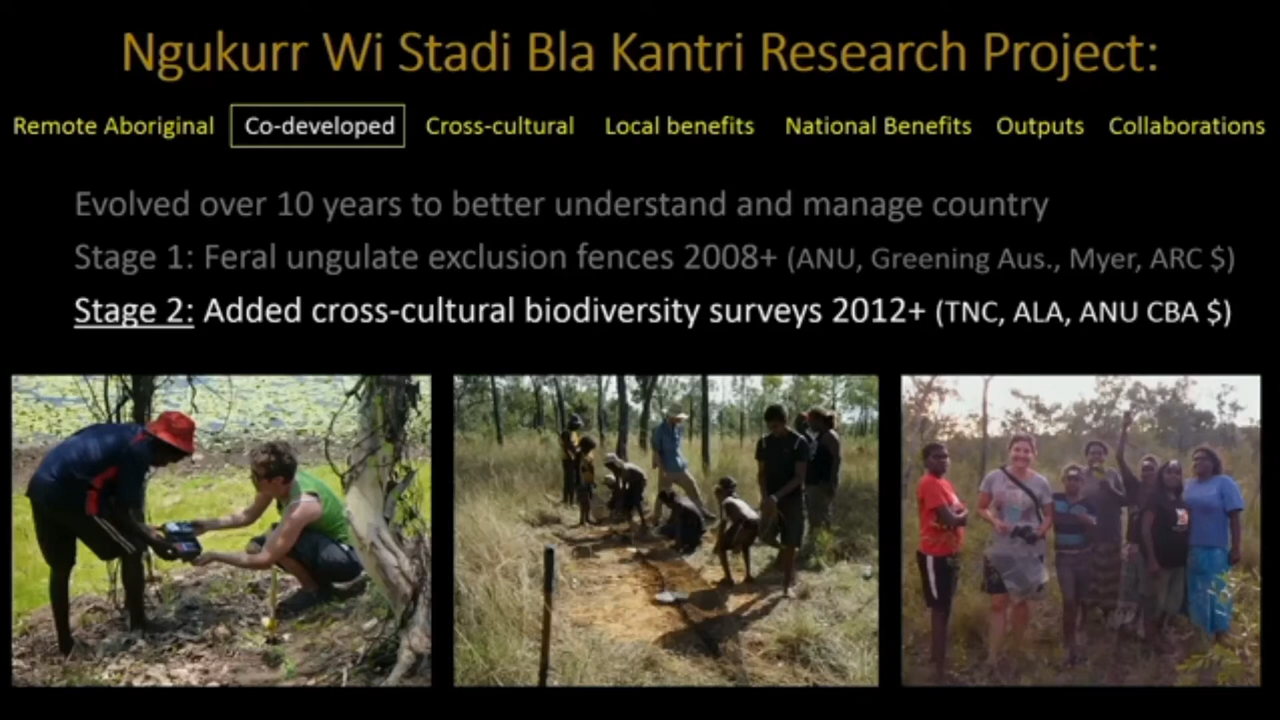 Ngukurr Wi Stadi Bla Kantri Research Project:
Remote Aboriginal Co-developed Cross-cultural Local benefits National Benefits Outputs Collaborations
Evolved over 10 years to better understand and manage country
Stage 1: Feral ungulate exclusion fences 2008+ (ANU, Greening Aus., Myer, ARC $)
Stage 2: Added cross-cultural biodiversity surveys 2012+ (TNC, ALA, ANU CBA $)